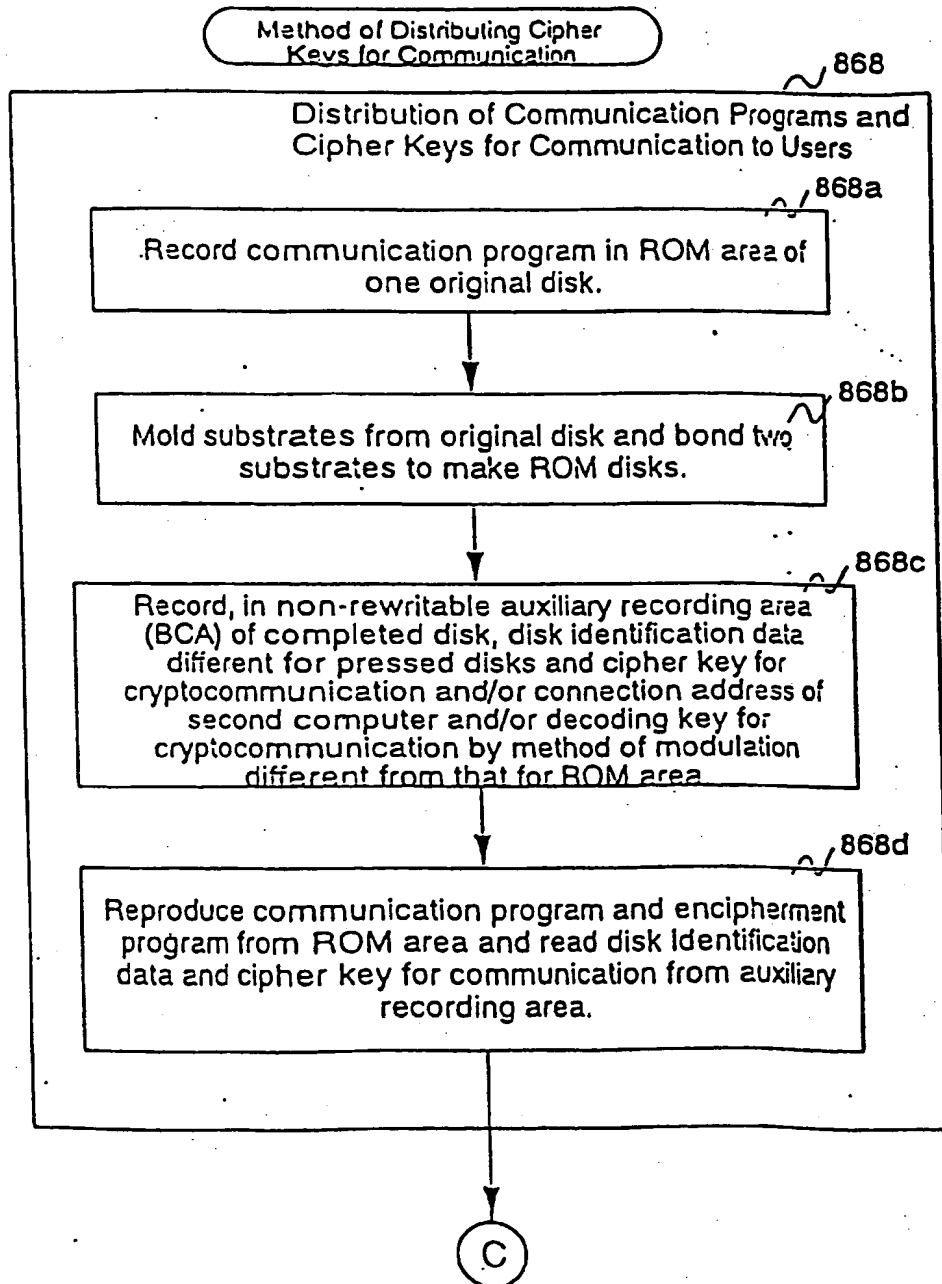 Method of Distributing Cipher
Keys for Communication
868
Distribution of Communication Programs and
Cipher Keys for Communication to Users
868a
Record communication program in ROM area of
one original disk.
868b
Mold substrates from original disk and bond two
substrates to make ROM disks.
868c
Record, in non-rewritable auxiliary recording area
(BCA) of completed disk, disk identification data
different for pressed disks and cipher key for
cryptocommunication and/or connection address of
second computer and/or decoding key for
cryptocommunication by method of modulation
different from that for ROM area
868d
Reproduce communication program and encipherment
program from ROM area and read disk identification
data and cipher key for communication from auxiliary
recording area.
C